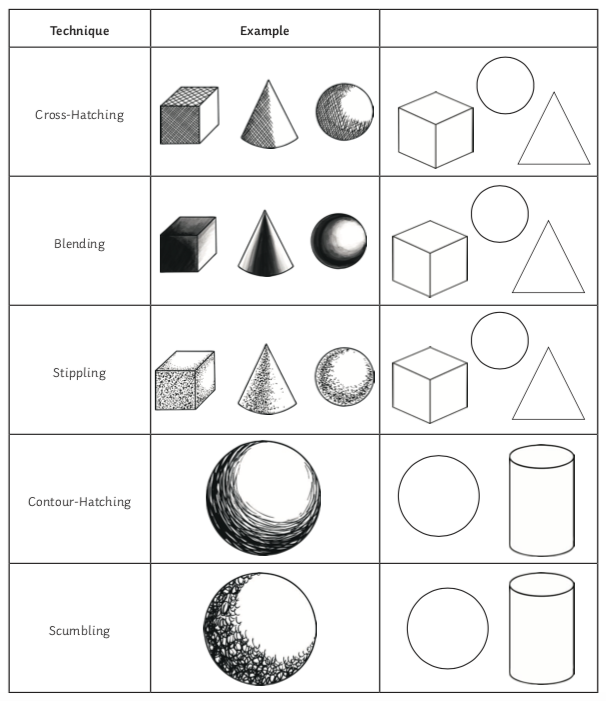 Technique
Example
Cross-Hatching
Blending
Stippling
Contour-Hatching
Scumbling